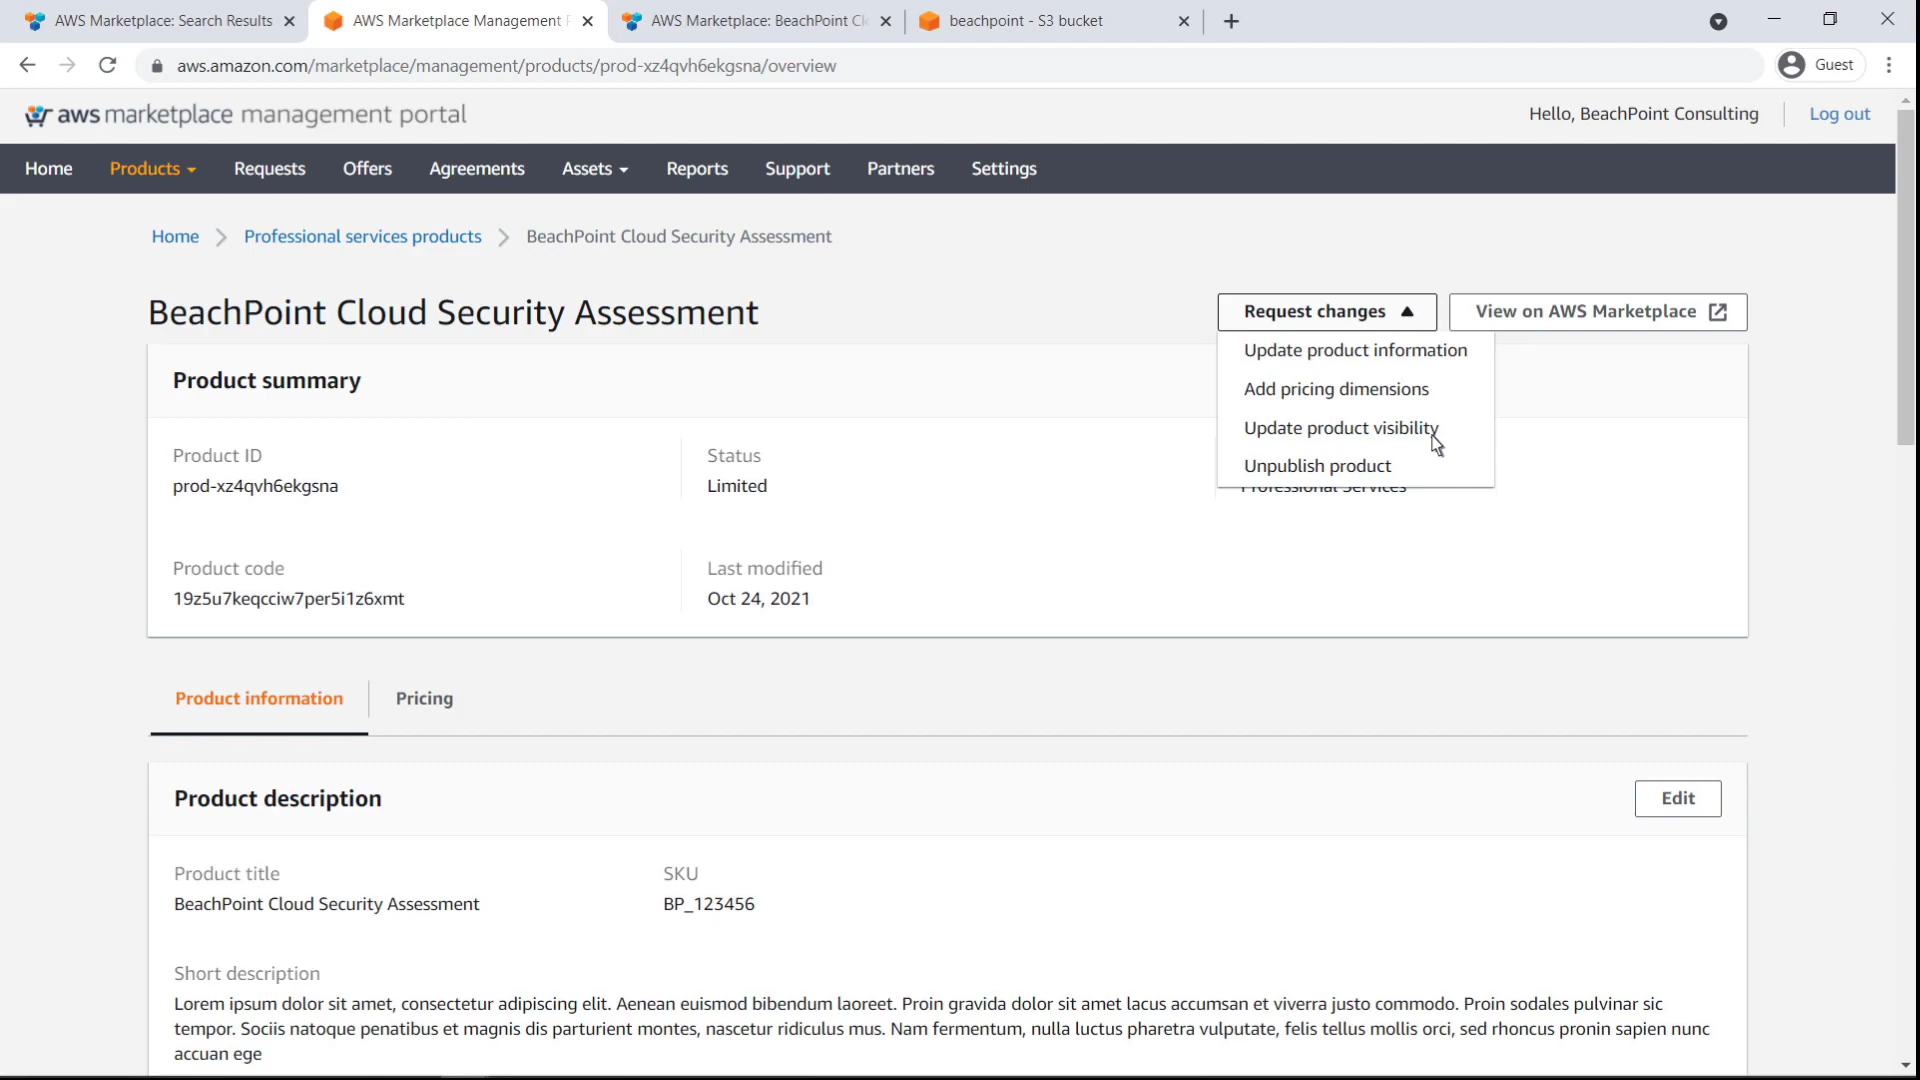 AWS Marketplace: Search Results
AWS Marketplace Management
AWS Marketplace: BeachPoint Cl
beachpoint - S3 bucket
aws.amazon.com/marketplace/management/products/prod-xz4qvh6ekgsna/overview
Guest
aws marketplace management portal
Hello, BeachPoint Consulting
Log out
Home
Products
Requests
Offers
Agreements
Assets
Reports
Support
Partners
Settings
Home
Professional services products
BeachPoint Cloud Security Assessment
BeachPoint Cloud Security Assessment
Request changes
View on AWS Marketplace
Update product information
Add pricing dimensions
Update product visibility
Unpublish product
Product summary
Product ID
prod-xz4qvh6ekgsna
Status
Limited
Professional Services
Product code
19z5u7keqcciw7per5i1z6xmt
Last modified
Oct 24, 2021
Product information
Pricing
Product description
Edit
Product title
BeachPoint Cloud Security Assessment
SKU
BP_123456
Short description
Lorem ipsum dolor sit amet, consectetur adipiscing elit. Aenean euismod bibendum laoreet. Proin gravida dolor sit amet lacus accumsan et viverra justo commodo. Proin sodales pulvinar sic
tempor. Sociis natoque penatibus et magnis dis parturient montes, nascetur ridiculus mus. Nam fermentum, nulla luctus pharetra vulputate, felis tellus mollis orci, sed rhoncus pronin sapien nunc
accuan ege